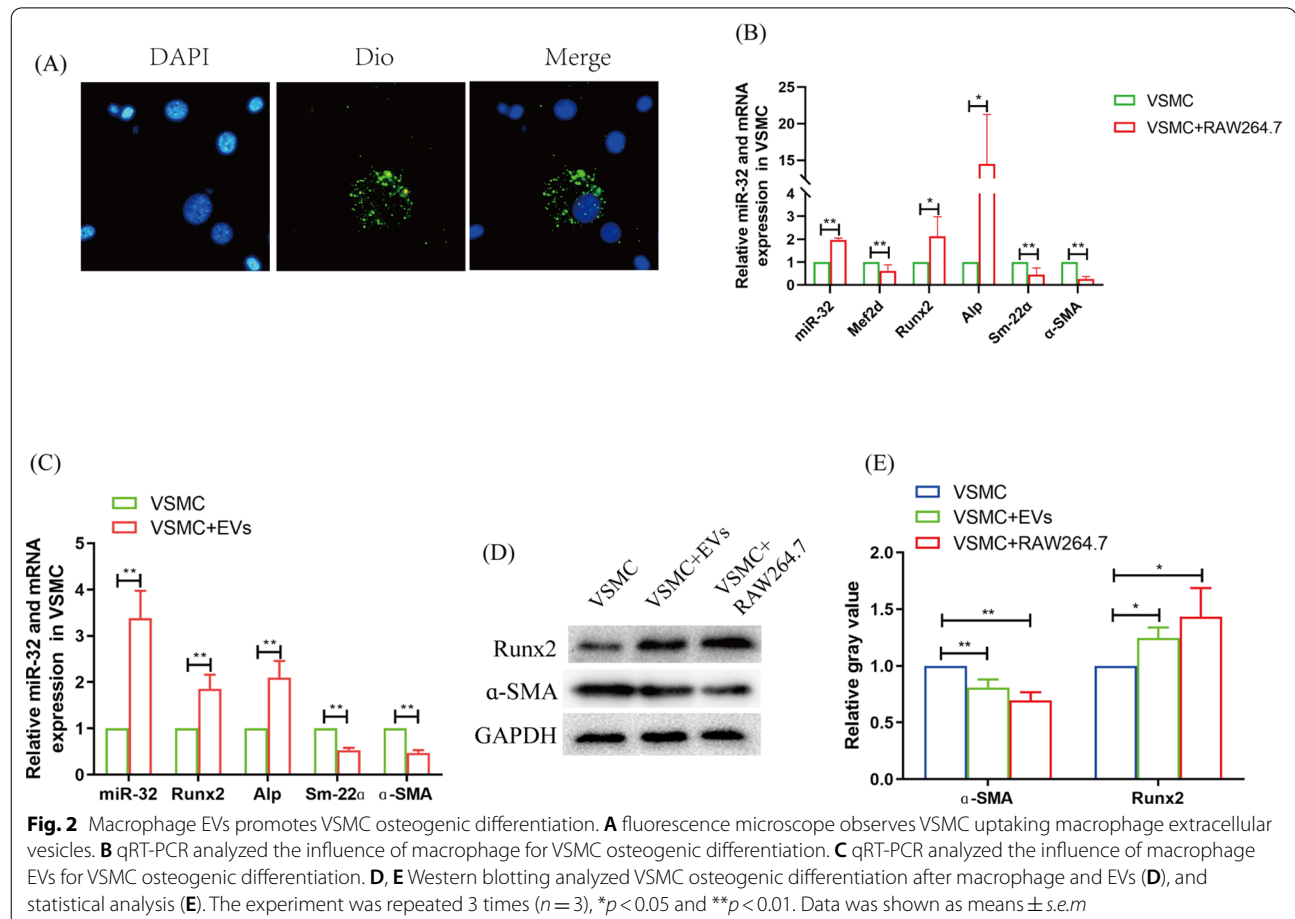 (A)
DAPI
Dio
Merge
(B)
Relative miR-32 and mRNA
expression in VSMC
25
20
15
10
4
3
2
1
0
** ** * * ** **
miR-32 Mef2d Runx2 Alp Sm-22α α-SMA
VSMC
VSMC+RAW264.7
(C)
VSMC
VSMC+EVs
Relative miR-32 and mRNA
expression in VSMC
5
4
3
2
1
0
** ** ** ** **
miR-32 Runx2 Alp Sm-22α α-SMA
(D)
VSMC
VSMC+EVs
VSMC+
RAW264.7
Runx2
α-SMA
GAPDH
(E)
VSMC
VSMC+EVs
VSMC+RAW264.7
Relative gray value
2.0
1.5
1.0
0.5
0.0
**
**
*
*
α-SMA Runx2
Fig. 2 Macrophage EVs promotes VSMC osteogenic differentiation. A fluorescence microscope observes VSMC uptaking macrophage extracellular
vesicles. B qRT-PCR analyzed the influence of macrophage for VSMC osteogenic differentiation. C qRT-PCR analyzed the influence of macrophage
EVs for VSMC osteogenic differentiation. D, E Western blotting analyzed VSMC osteogenic differentiation after macrophage and EVs (D), and
statistical analysis (E). The experiment was repeated 3 times (n = 3), *p < 0.05 and **p < 0.01. Data was shown as means ± s.e.m